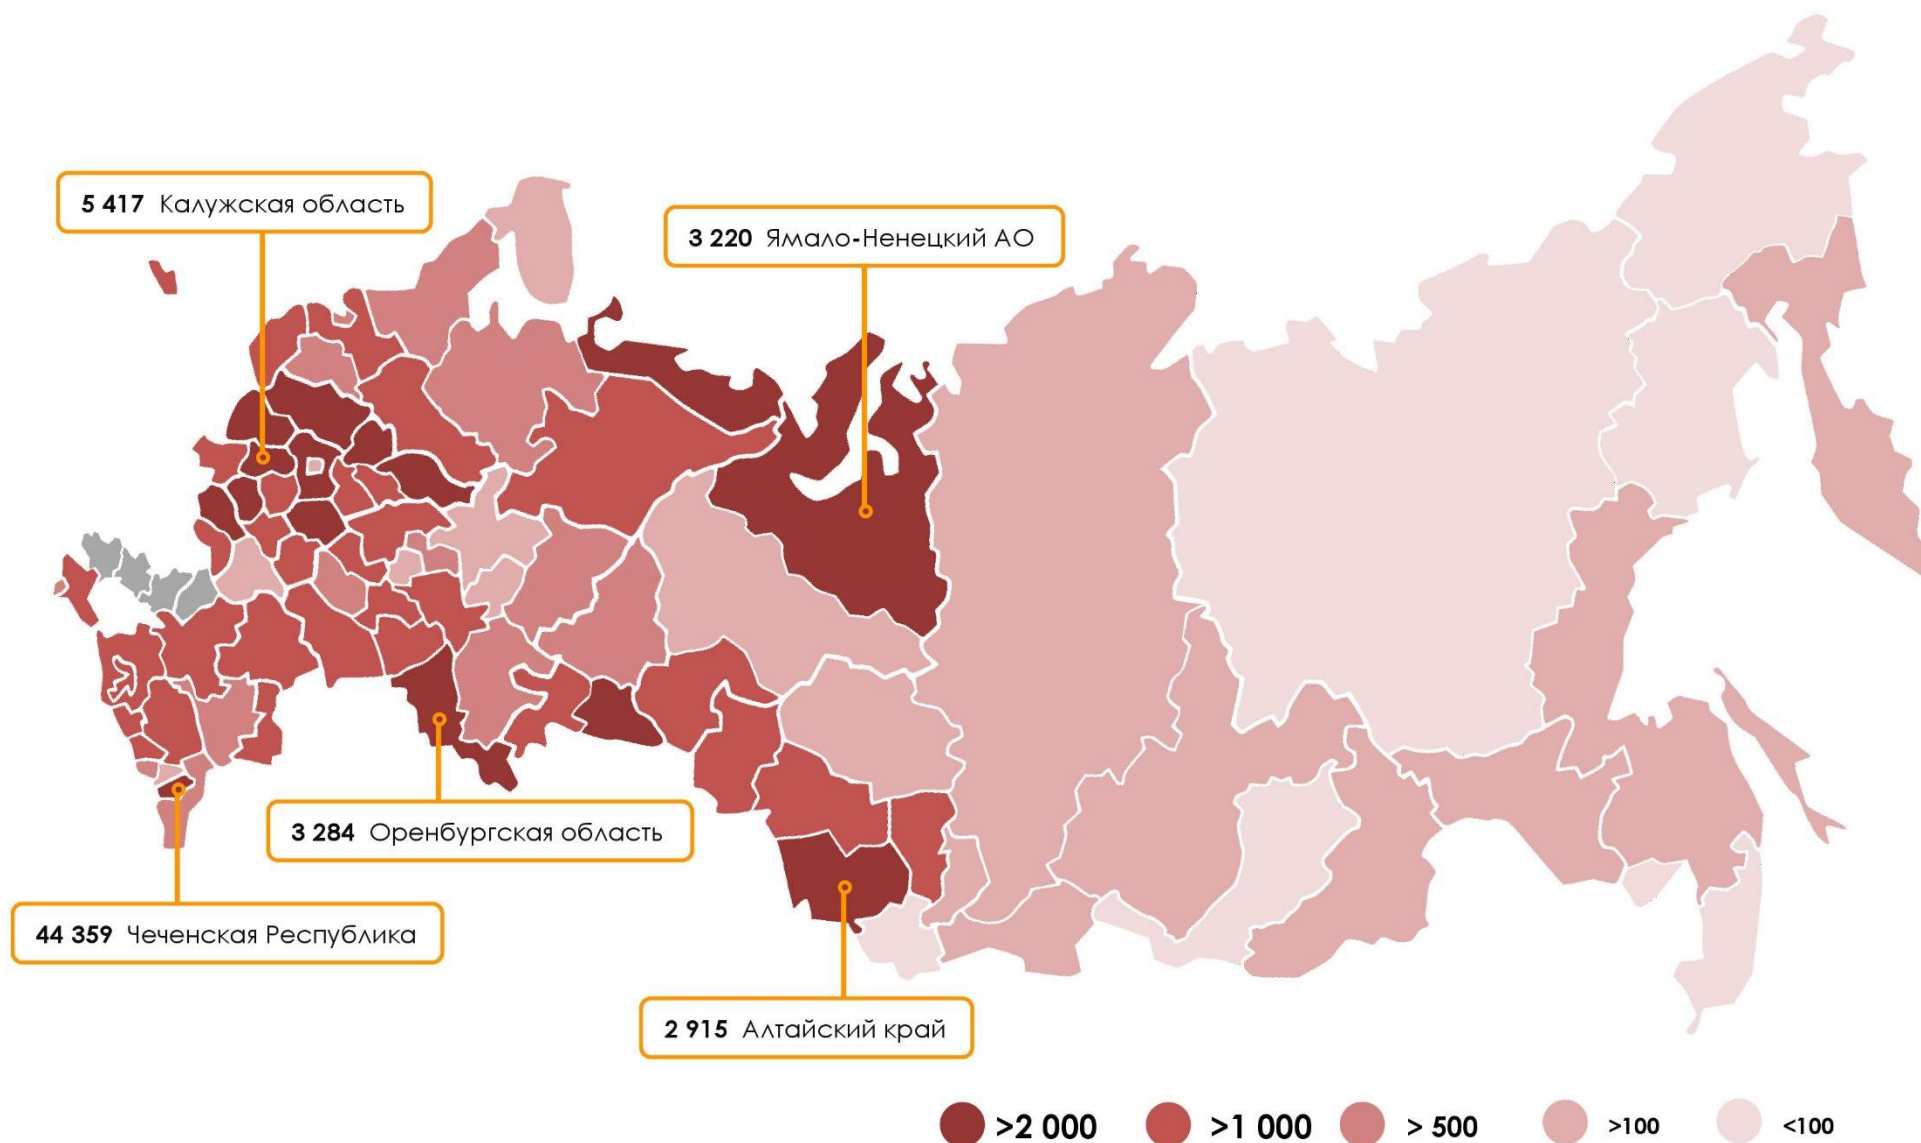 5 417 Калужская область
3 220 Ямало-Ненецкий АО
3 284 Оренбургская область
44 359 Чеченская Республика
2 915 Алтайский край
>2 000
>1 000
> 500
>100
<100